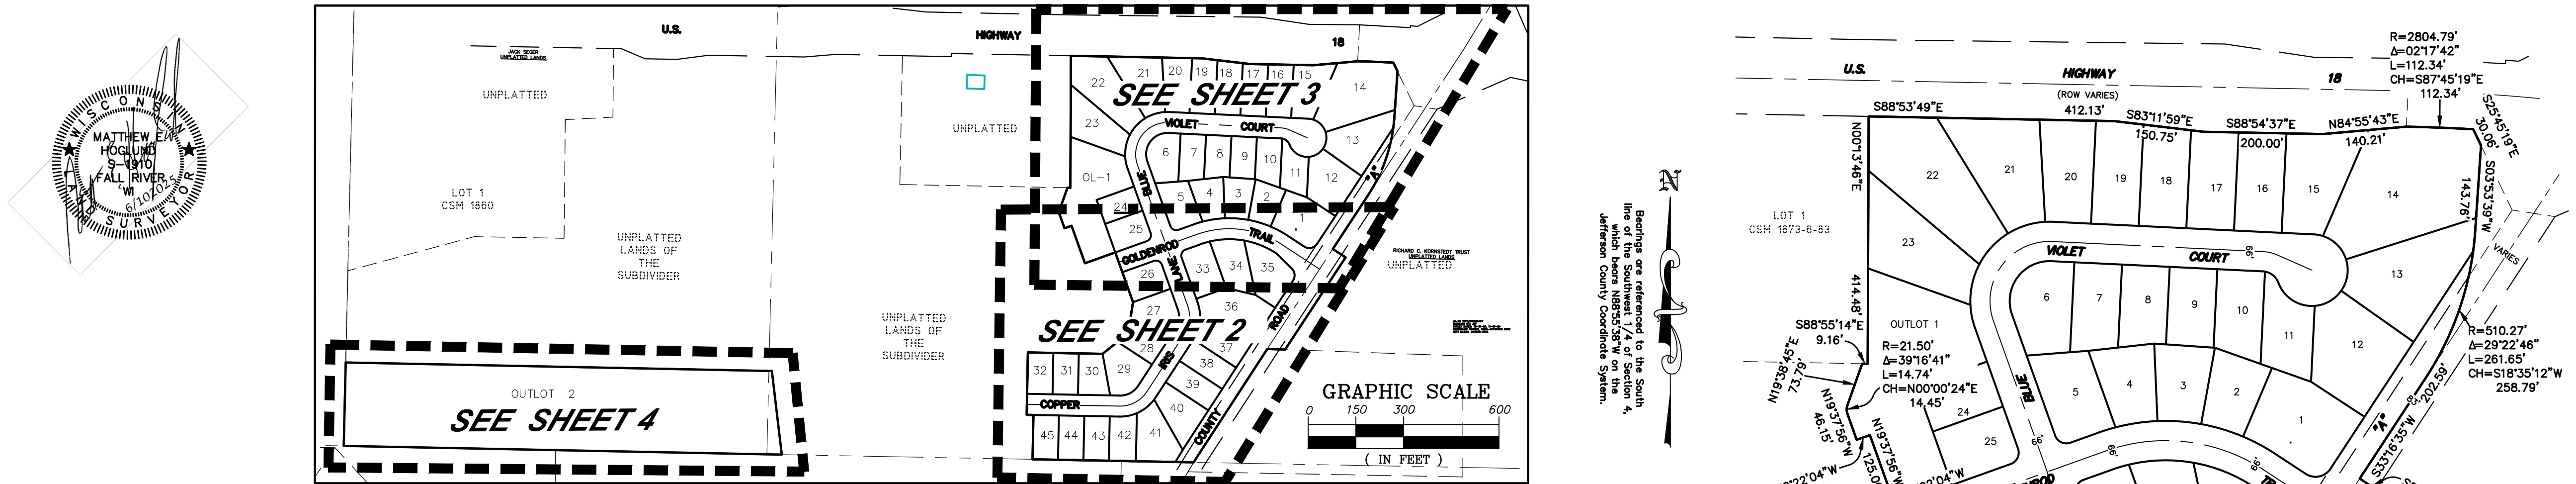 WISCONSIN
MATTHEW E.
HOGLUND
S-1910
FALL RIVER
WI
6/102025
LAND SURVEYOR
U.S.
HIGHWAY
18
JACK SEGER
UNPLATTED LANDS
UNPLATTED
UNPLATTED
LOT 1
CSM 1860
UNPLATTED
LANDS OF
THE
SUBDIVIDER
UNPLATTED
LANDS OF
THE
SUBDIVIDER
OUTLOT 2
SEE SHEET 4
22
21
20
19
18
17
16
15
14
SEE SHEET 3
23
VIOLET COURT
13
6
7
8
9
10
11
12
OL-1
BLUE
5
4
3
2
1
"A"
24
25
GOLDENROD
TRAIL
LANE
26
33
34
35
RICHARD C. KORNSTEDT TRUST
UNPLATTED LANDS
UNPLATTED
27
36
ROAD
SEE SHEET 2
28
37
IRIS
32
31
30
29
38
39
COPPER
40
COUNTY
45
44
43
42
41
GRAPHIC SCALE
0 150 300 600
( IN FEET )
Bearings are referenced to the South
line of the Southwest 1/4 of Section 4,
which bears N88°55'38"W on the
Jefferson County Coordinate System.
N
U.S.
HIGHWAY
18
(ROW VARIES)
R=2804.79'
Δ=02°17'42"
L=112.34'
CH=S87°45'19"E
112.34'
S88°53'49"E
412.13'
S83°11'59"E
150.75'
S88°54'37"E
200.00'
N84°55'43"E
140.21'
S25°45'19"E
30.06'
N00°13'46"E
414.48'
S03°53'39"W
143.76'
VARIES
22
21
20
19
18
17
16
15
14
LOT 1
CSM 1873-6-83
23
VIOLET
COURT
66'
13
6
7
8
9
10
11
12
S88°55'14"E
9.16'
OUTLOT 1
R=21.50'
Δ=39°16'41"
L=14.74'
CH=N00°00'24"E
14.45'
N19°38'45"E
73.79'
N19°37'56"W
46.15'
N19°37'56"W
R=510.27'
Δ=29°22'46"
L=261.65'
CH=S18°35'12"W
258.79'
202.59'
S33°16'35"W
"A"
BLUE
5
4
3
2
1
24
25
66'
66'
66'